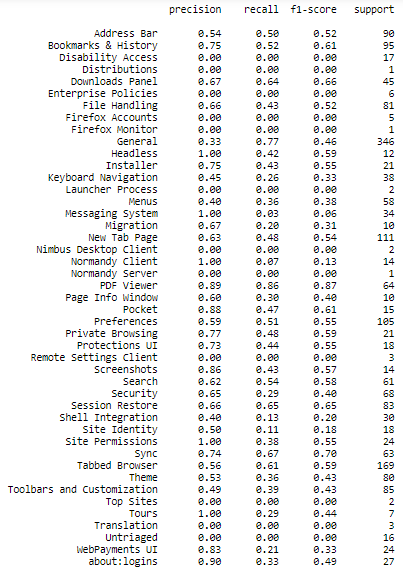 precision recall f1-score support
Address Bar 0.54 0.50 0.52 90
Bookmarks & History 0.75 0.52 0.61 95
Disability Access 0.00 0.00 0.00 17
Distributions 0.00 0.00 0.00 1
Downloads Panel 0.67 0.64 0.66 45
Enterprise Policies 0.00 0.00 0.00 6
File Handling 0.66 0.43 0.52 81
Firefox Accounts 0.00 0.00 0.00 5
Firefox Monitor 0.00 0.00 0.00 1
General 0.33 0.77 0.46 346
Headless 1.00 0.42 0.59 12
Installer 0.75 0.43 0.55 21
Keyboard Navigation 0.45 0.26 0.33 38
Launcher Process 0.00 0.00 0.00 2
Menus 0.40 0.36 0.38 58
Messaging System 1.00 0.03 0.06 34
Migration 0.67 0.20 0.31 10
New Tab Page 0.63 0.48 0.54 111
Nimbus Desktop Client 0.00 0.00 0.00 2
Normandy Client 1.00 0.07 0.13 14
Normandy Server 0.00 0.00 0.00 1
PDF Viewer 0.89 0.86 0.87 64
Page Info Window 0.60 0.30 0.40 10
Pocket 0.88 0.47 0.61 15
Preferences 0.59 0.51 0.55 105
Private Browsing 0.77 0.48 0.59 21
Protections UI 0.73 0.44 0.55 18
Remote Settings Client 0.00 0.00 0.00 3
Screenshots 0.86 0.43 0.57 14
Search 0.62 0.54 0.58 61
Security 0.65 0.29 0.40 68
Session Restore 0.66 0.65 0.65 83
Shell Integration 0.40 0.13 0.20 30
Site Identity 0.50 0.11 0.18 18
Site Permissions 1.00 0.38 0.55 24
Sync 0.74 0.67 0.70 63
Tabbed Browser 0.56 0.61 0.59 169
Theme 0.53 0.36 0.43 80
Toolbars and Customization 0.49 0.39 0.43 85
Top Sites 0.00 0.00 0.00 2
Tours 1.00 0.29 0.44 7
Translation 0.00 0.00 0.00 3
Untriaged 0.00 0.00 0.00 16
WebPayments UI 0.83 0.21 0.33 24
about:logins 0.90 0.33 0.49 27